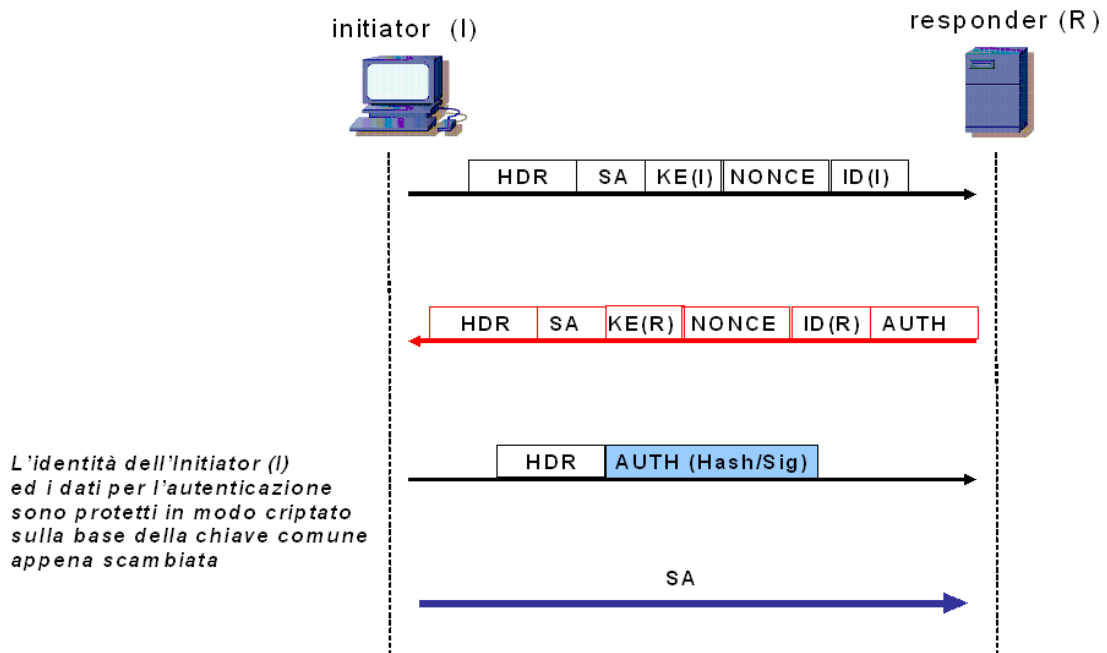 initiator (I)
responder (R)
HDR SA KE(I) NONCE ID(I)
HDR SA KE(R) NONCE ID(R) AUTH
HDR AUTH (Hash/Sig)
L'identità dell'Initiator (I)
ed i dati per l'autenticazione
sono protetti in modo criptato
sulla base della chiave comune
appena scambiata
SA